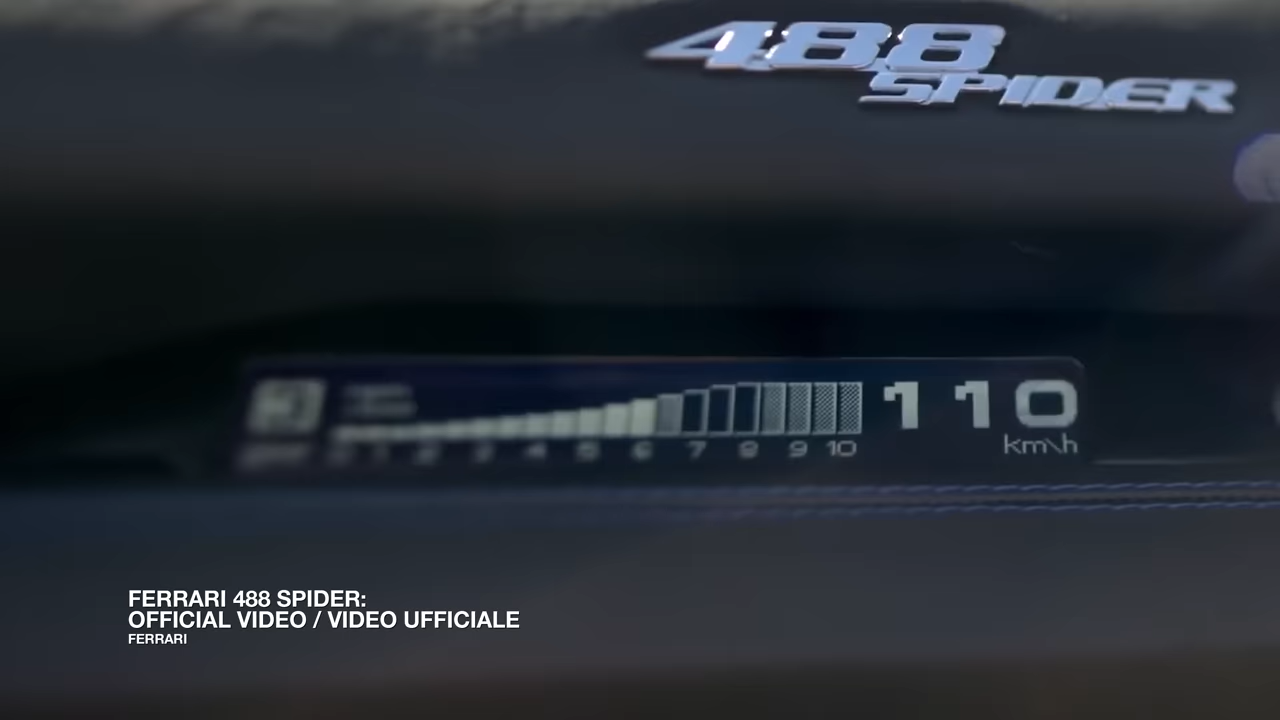 488
SPIDER
1 2 3 4 5 6 7 8 9 10
110
km\h
FERRARI 488 SPIDER:
OFFICIAL VIDEO / VIDEO UFFICIALE
FERRARI